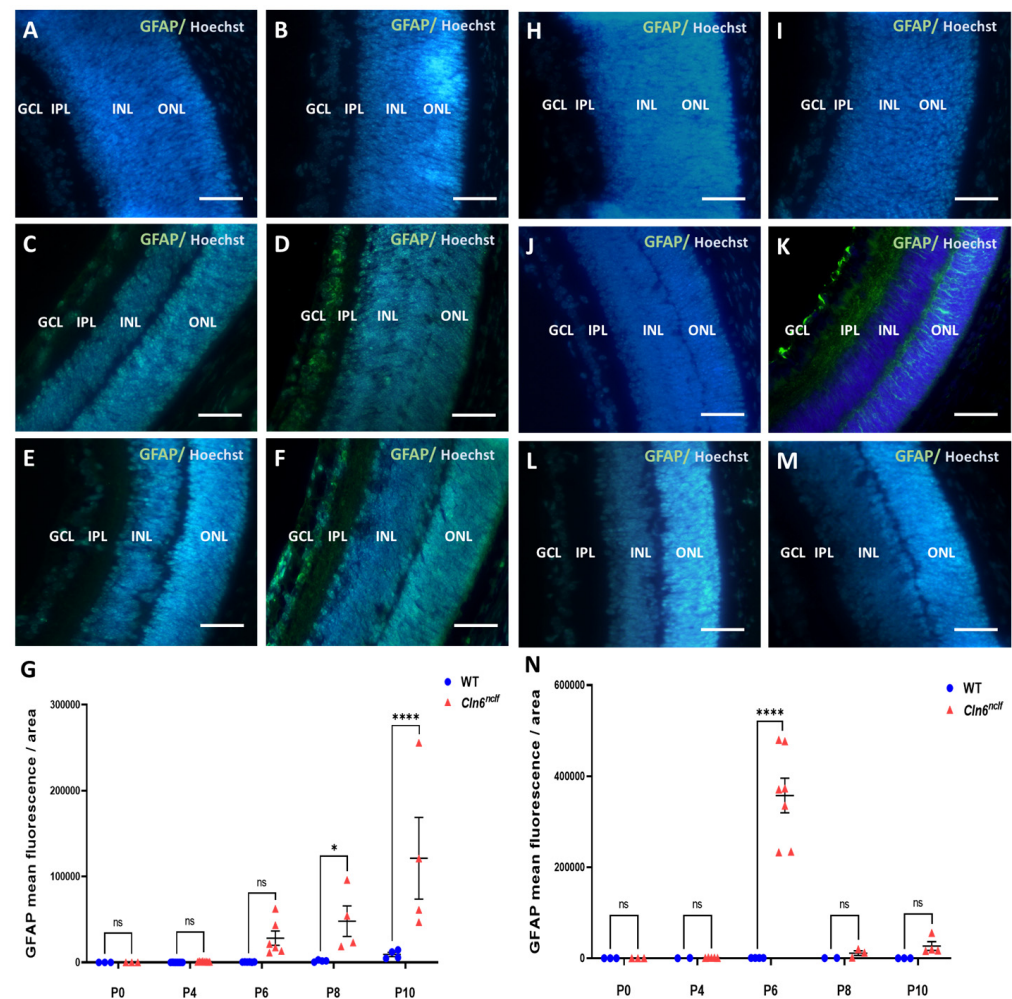 A GFAP/ Hoechst
GCL IPL INL ONL
B GFAP/ Hoechst
GCL IPL INL ONL
H GFAP/ Hoechst
GCL IPL INL ONL
I GFAP/ Hoechst
GCL IPL INL ONL
C GFAP/ Hoechst
GCL IPL INL ONL
D GFAP/ Hoechst
GCL IPL INL ONL
J GFAP/ Hoechst
GCL IPL INL ONL
K GFAP/ Hoechst
GCL IPL INL ONL
E GFAP/ Hoechst
GCL IPL INL ONL
F GFAP/ Hoechst
GCL IPL INL ONL
L GFAP/ Hoechst
GCL IPL INL ONL
M GFAP/ Hoechst
GCL IPL INL ONL
G
WT
Cln6nclf
GFAP mean fluorescence / area
300000
200000
100000
0
ns
ns
ns
*
****
P0 P4 P6 P8 P10
N
WT
Cln6nclf
GFAP mean fluorescence / area
600000
400000
200000
0
ns
ns
****
ns
ns
P0 P4 P6 P8 P10